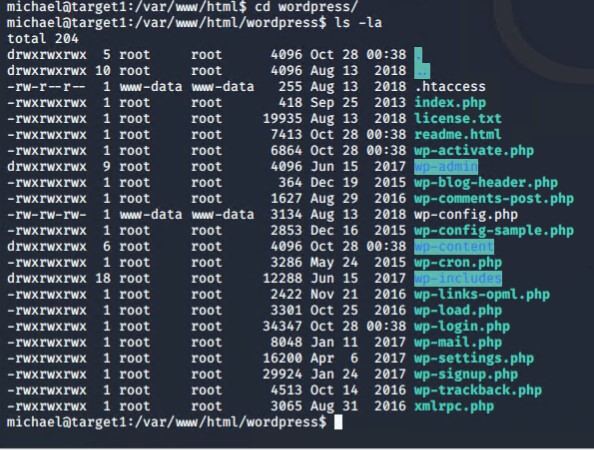 michael@target1:/var/www/html$ cd wordpress/
michael@target1:/var/www/html/wordpress$ ls -la
total 204
drwxrwxrwx 5 root root 4096 Oct 28 00:38 .
drwxrwxrwx 10 root root 4096 Aug 13 2018 ..
-rw-r--r-- 1 www-data www-data 255 Aug 13 2018 .htaccess
-rwxrwxrwx 1 root root 418 Sep 25 2013 index.php
-rwxrwxrwx 1 root root 19935 Aug 13 2018 license.txt
-rwxrwxrwx 1 root root 7413 Oct 28 00:38 readme.html
-rwxrwxrwx 1 root root 6864 Oct 28 00:38 wp-activate.php
drwxrwxrwx 9 root root 4096 Jun 15 2017 wp-admin
-rwxrwxrwx 1 root root 364 Dec 19 2015 wp-blog-header.php
-rwxrwxrwx 1 root root 1627 Aug 29 2016 wp-comments-post.php
-rw-rw-rw- 1 www-data www-data 3134 Aug 13 2018 wp-config.php
-rwxrwxrwx 1 root root 2853 Dec 16 2015 wp-config-sample.php
drwxrwxrwx 6 root root 4096 Oct 28 00:38 wp-content
-rwxrwxrwx 1 root root 3286 May 24 2015 wp-cron.php
drwxrwxrwx 18 root root 12288 Jun 15 2017 wp-includes
-rwxrwxrwx 1 root root 2422 Nov 21 2016 wp-links-opml.php
-rwxrwxrwx 1 root root 3301 Oct 25 2016 wp-load.php
-rwxrwxrwx 1 root root 34347 Oct 28 00:38 wp-login.php
-rwxrwxrwx 1 root root 8048 Jan 11 2017 wp-mail.php
-rwxrwxrwx 1 root root 16200 Apr 6 2017 wp-settings.php
-rwxrwxrwx 1 root root 29924 Jan 24 2017 wp-signup.php
-rwxrwxrwx 1 root root 4513 Oct 14 2016 wp-trackback.php
-rwxrwxrwx 1 root root 3065 Aug 31 2016 xmlrpc.php
michael@target1:/var/www/html/wordpress$